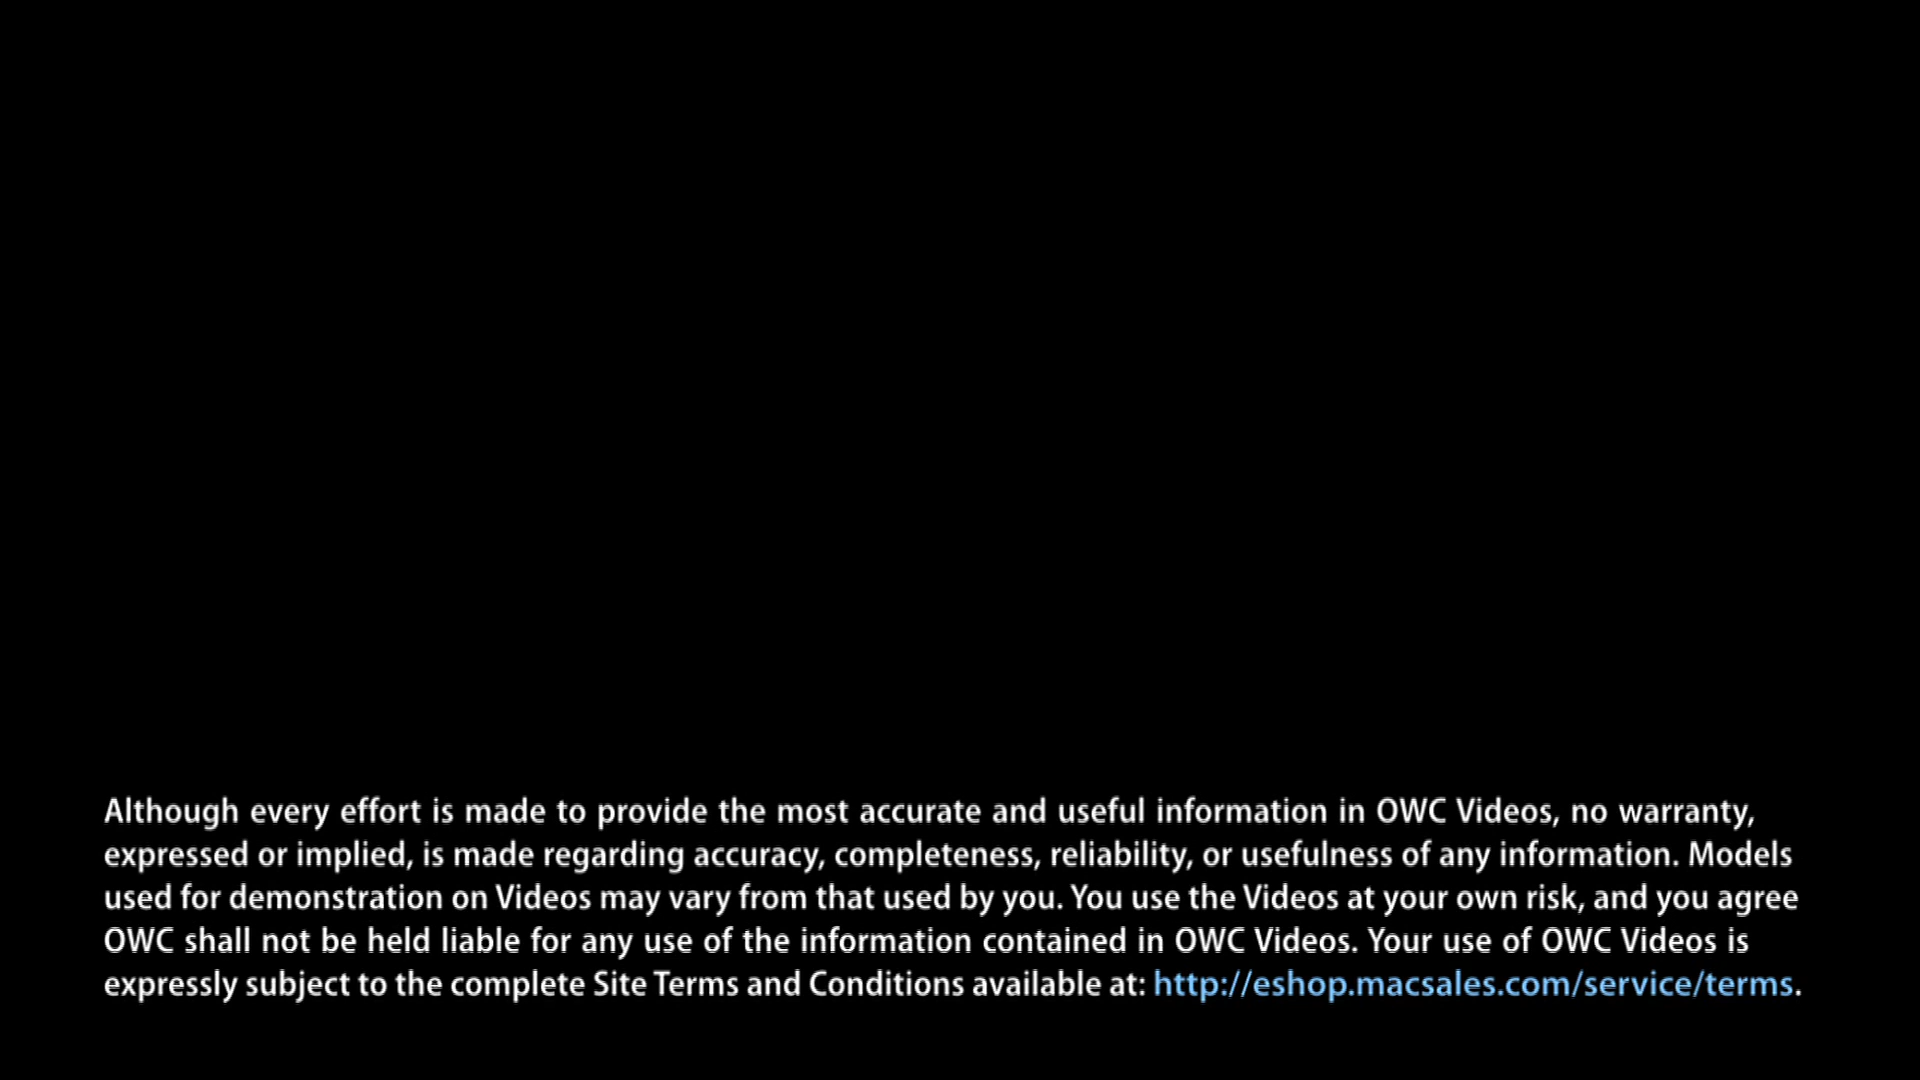 Although every effort is made to provide the most accurate and useful information in OWC Videos, no warranty,
expressed or implied, is made regarding accuracy, completeness, reliability, or usefulness of any information. Models
used for demonstration on Videos may vary from that used by you. You use the Videos at your own risk, and you agree
OWC shall not be held liable for any use of the information contained in OWC Videos. Your use of OWC Videos is
expressly subject to the complete Site Terms and Conditions available at: http://eshop.macsales.com/service/terms.